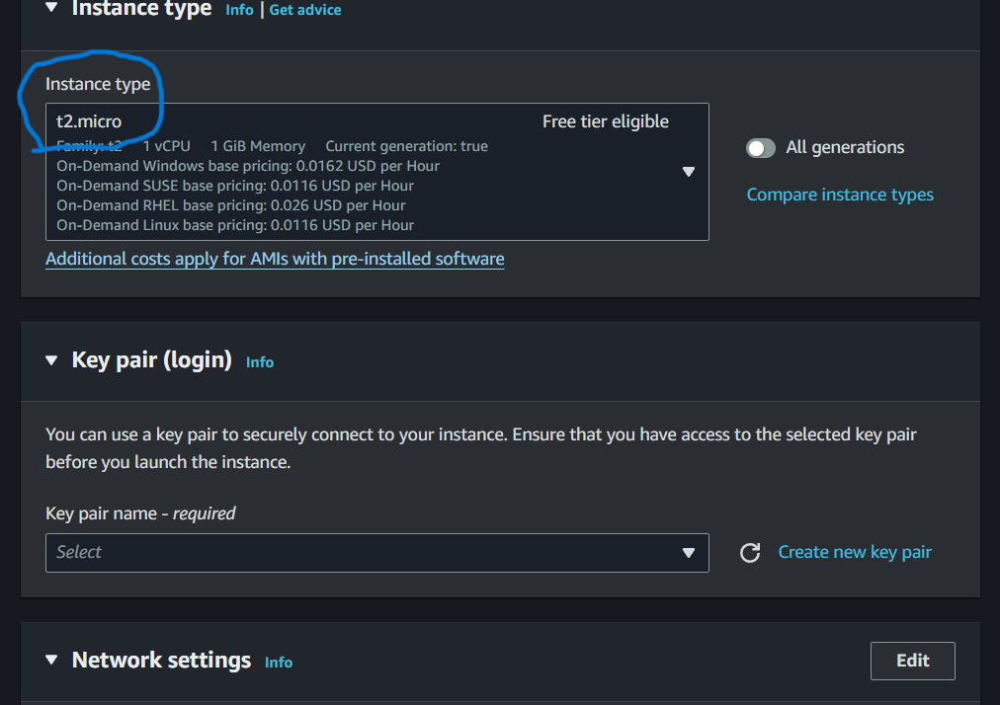 Instance type Info | Get advice
Instance type
t2.micro Free tier eligible
Family: t2 1 vCPU 1 GiB Memory Current generation: true
On-Demand Windows base pricing: 0.0162 USD per Hour
On-Demand SUSE base pricing: 0.0116 USD per Hour
On-Demand RHEL base pricing: 0.026 USD per Hour
On-Demand Linux base pricing: 0.0116 USD per Hour
All generations
Compare instance types
Additional costs apply for AMIs with pre-installed software
Key pair (login) Info
You can use a key pair to securely connect to your instance. Ensure that you have access to the selected key pair
before you launch the instance.
Key pair name - required
Select
Create new key pair
Network settings Info
Edit